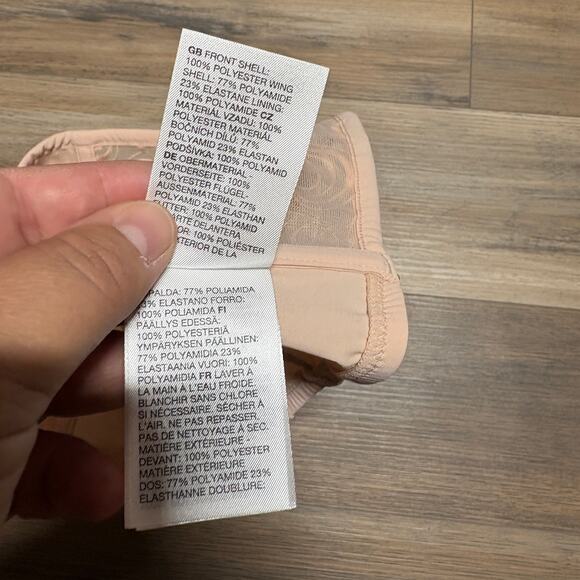 GB FRONT SHELL:
100% POLYESTER WING
SHELL: 77% POLYAMIDE
23% ELASTANE LINING:
100% POLYAMIDE CZ
MATERIÁL VZADU: 100%
POLYESTER MATERIÁL
BOČNÍCH DÍLŮ: 77%
POLYAMID 23% ELASTAN
PODŠÍVKA: 100% POLYAMID
DE OBERMATERIAL -
VORDERSEITE: 100%
POLYESTER FLÜGEL-
AUSSENMATERIAL: 77%
POLYAMID 23% ELASTHAN
FUTTER: 100% POLYAMID
PARTE DELANTERA
100% POLIÉSTER
EXTERIOR DE LA
ESPALDA: 77% POLIAMIDA
23% ELASTANO FORRO:
100% POLIAMIDA FI
PÄÄLLYS EDESSÄ:
100% POLYESTERIÄ
YMPÄRYKSEN PÄÄLLINEN:
77% POLYAMIDIA 23%
ELASTAANIA VUORI: 100%
POLYAMIDIA FR LAVER À
LA MAIN À L'EAU FROIDE.
BLANCHIR SANS CHLORE
SI NÉCESSAIRE. SÉCHER À
L'AIR. NE PAS REPASSER.
PAS DE NETTOYAGE À SEC.
MATIÈRE EXTÉRIEURE -
DEVANT: 100% POLYESTER
MATIÈRE EXTÉRIEURE -
DOS: 77% POLYAMIDE 23%
ELASTHANNE DOUBLURE: